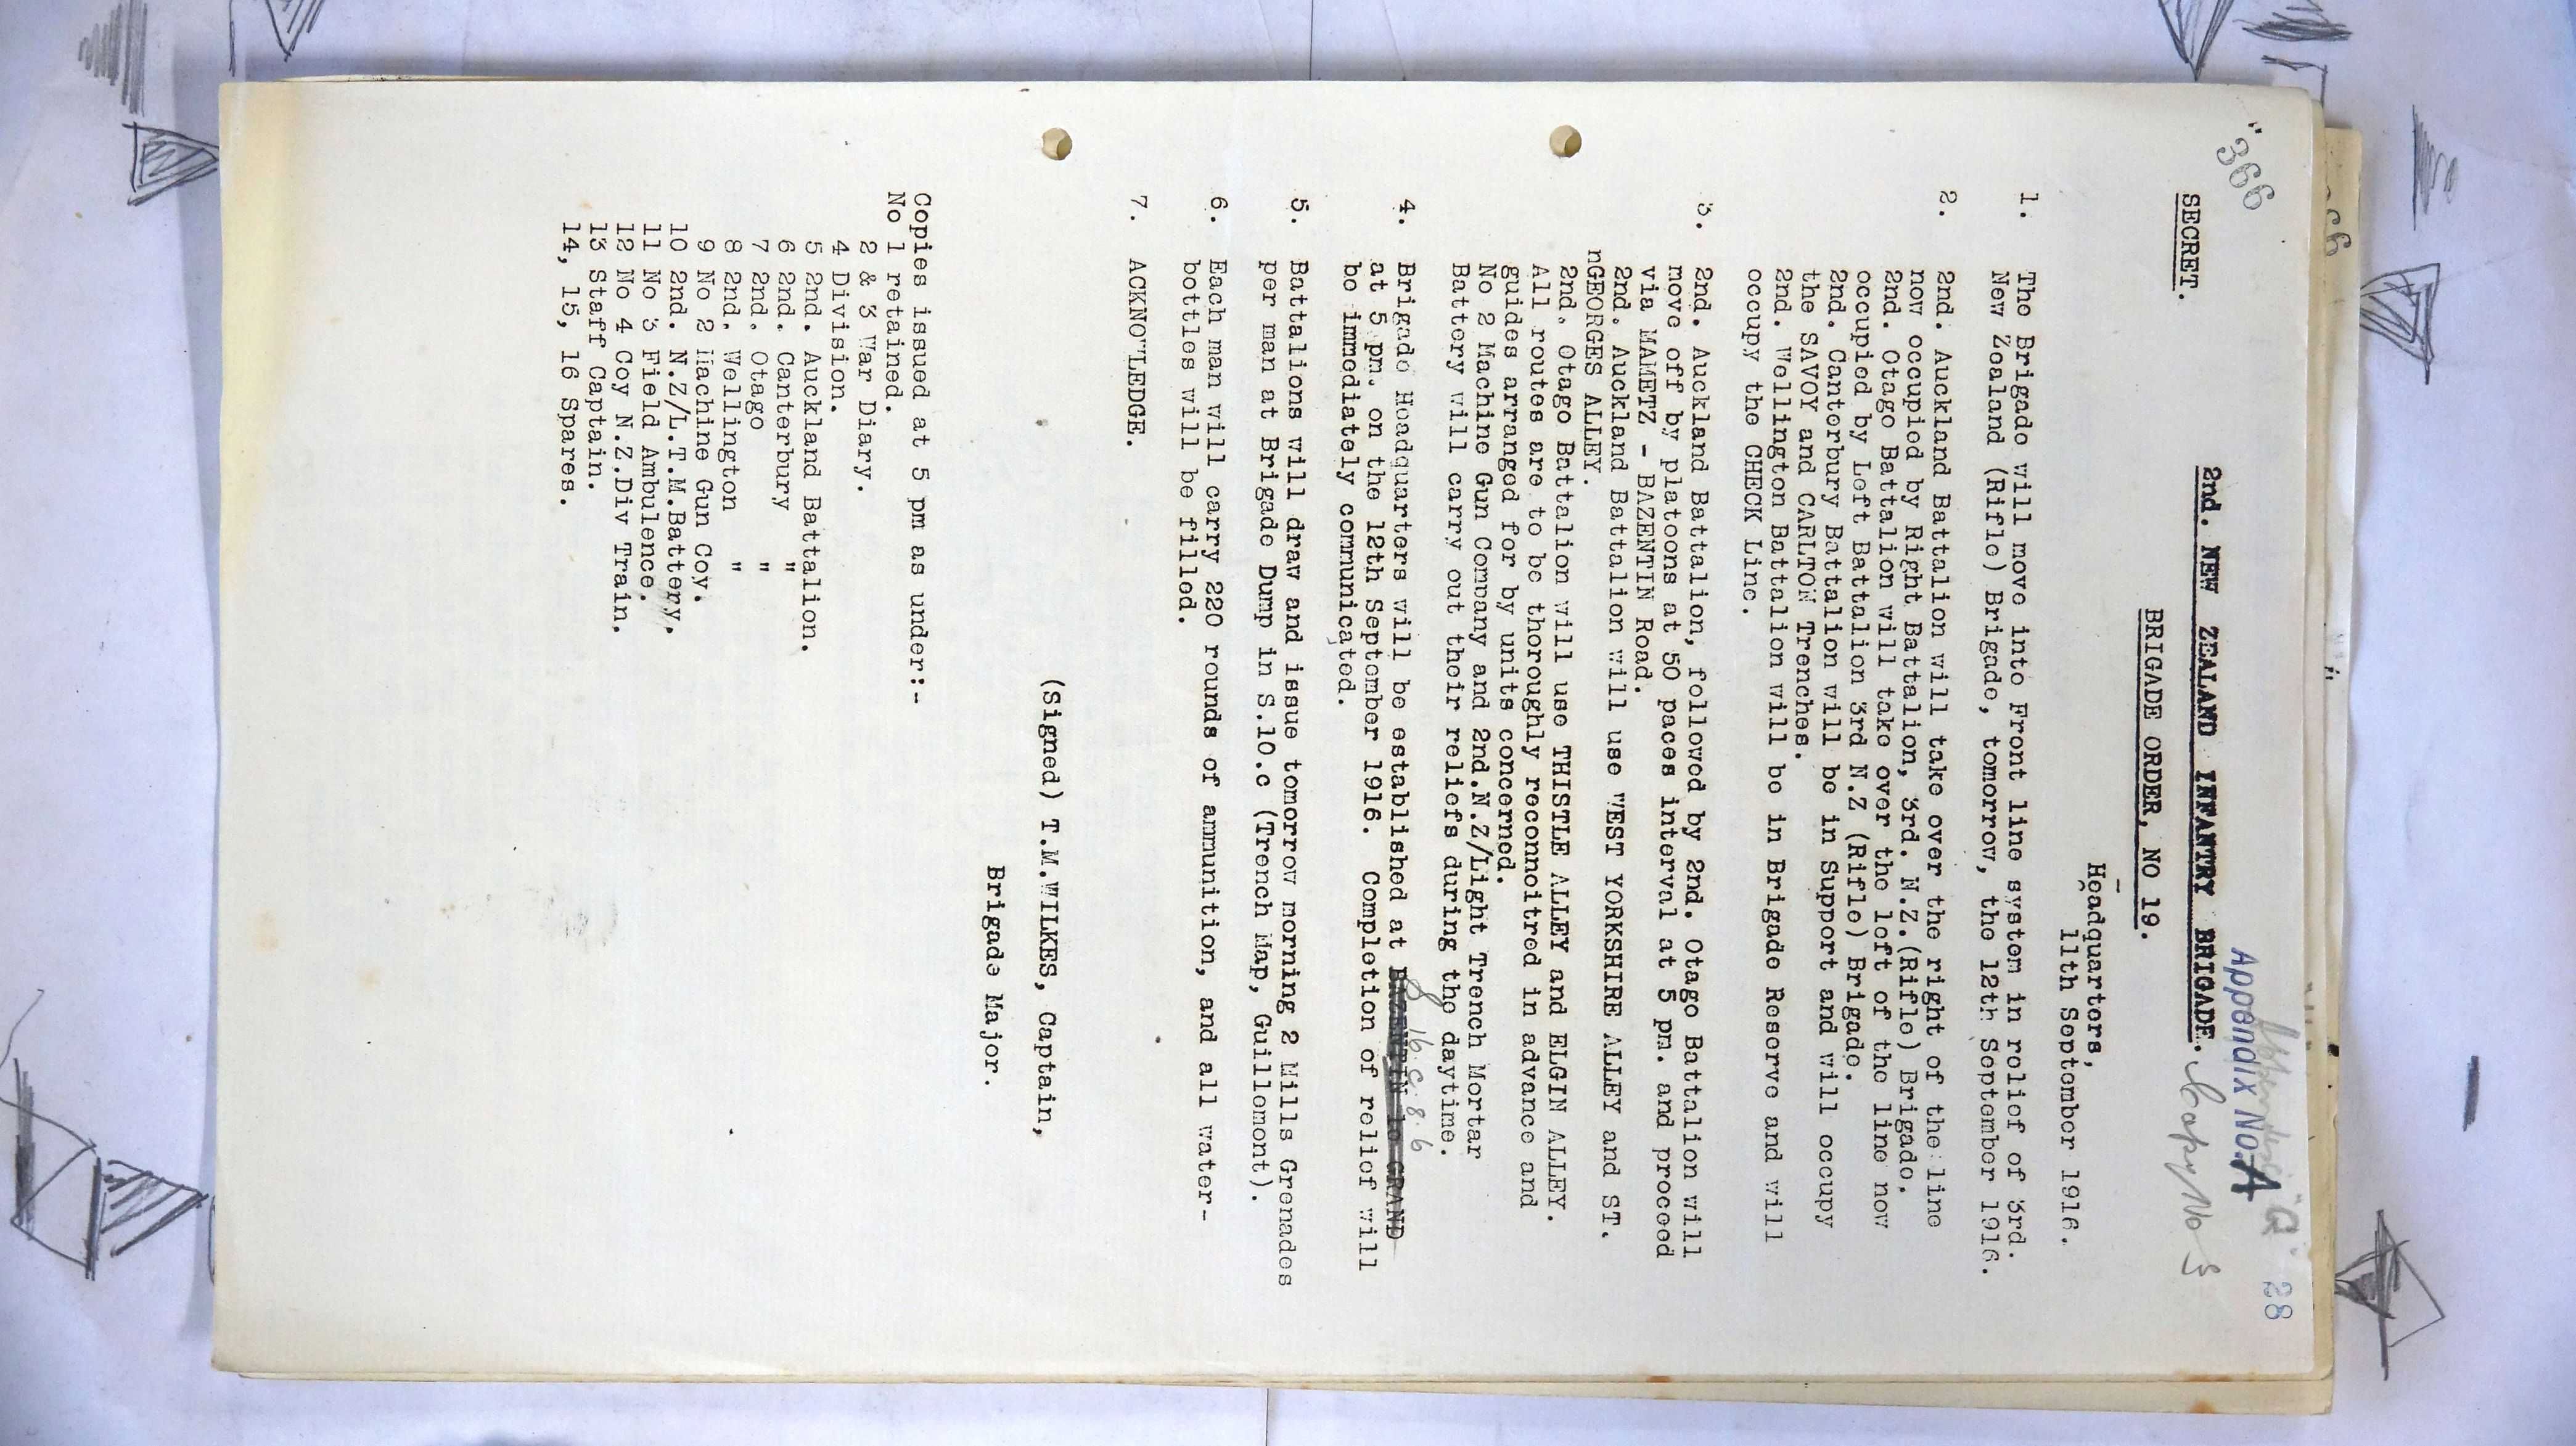 "366
28
Appendix "Q"
Appendix No. A
SECRET.
2nd. NEW ZEALAND INFANTRY BRIGADE. Copy No 3
BRIGADE ORDER, NO 19.
Headquarters,
11th September 1916.
1. The Brigade will move into Front line system in relief of 3rd.
New Zealand (Rifle) Brigade, tomorrow, the 12th September 1916.
2. 2nd. Auckland Battalion will take over the right of the line
now occupied by Right Battalion, 3rd. N.Z.(Rifle) Brigade.
2nd. Otago Battalion will take over the left of the line now
occupied by Left Battalion 3rd N.Z (Rifle) Brigade.
2nd. Canterbury Battalion will be in Support and will occupy
the SAVOY and CARLTON Trenches.
2nd. Wellington Battalion will be in Brigade Reserve and will
occupy the CHECK Line.
3. 2nd. Auckland Battalion, followed by 2nd. Otago Battalion will
move off by platoons at 50 paces interval at 5 pm. and proceed
via MAMETZ - BAZENTIN Road.
2nd. Auckland Battalion will use WEST YORKSHIRE ALLEY and ST.
nGEORGES ALLEY.
2nd. Otago Battalion will use THISTLE ALLEY and ELGIN ALLEY.
All routes are to be thoroughly reconnoitred in advance and
guides arranged for by units concerned.
No 2 Machine Gun Company and 2nd.N.Z/Light Trench Mortar
Battery will carry out their reliefs during the daytime.
S 16 c. 8. 6
4. Brigade Headquarters will be established at BAZENTIN le GRAND
at 5 pm. on the 12th September 1916. Completion of relief will
be immediately communicated.
5. Battalions will draw and issue tomorrow morning 2 Mills Grenades
per man at Brigade Dump in S.10.c (Trench Map, Guillemont).
6. Each man will carry 220 rounds of ammunition, and all water-
bottles will be filled.
7. ACKNOWLEDGE.
(Signed) T.M.WILKES, Captain,
Brigade Major.
Copies issued at 5 pm as under:-
No 1 retained.
2 & 3 War Diary.
4 Division.
5 2nd. Auckland Battalion.
6 2nd. Canterbury "
7 2nd. Otago "
8 2nd. Wellington "
9 No 2 Machine Gun Coy.
10 2nd. N.Z/L.T.M.Battery.
11 No 3 Field Ambulence.
12 No 4 Coy N.Z.Div Train.
13 Staff Captain.
14, 15, 16 Spares.